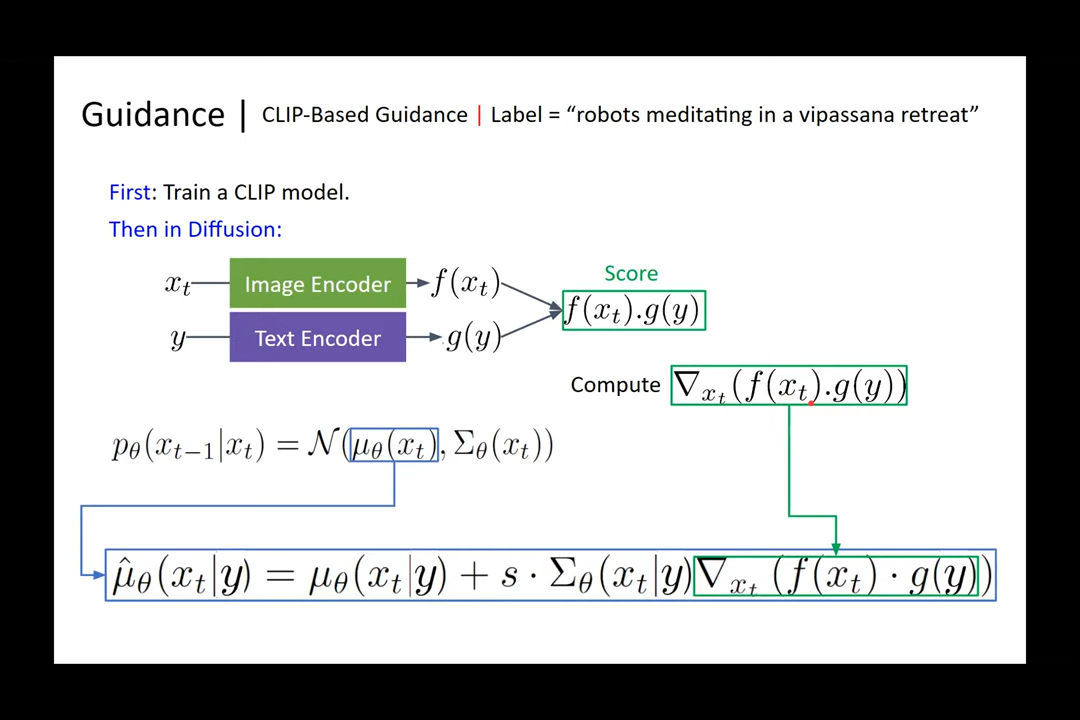 Guidance | CLIP-Based Guidance | Label = “robots meditating in a vipassana retreat”
First: Train a CLIP model.
Then in Diffusion:
x_t Image Encoder f(x_t)
y Text Encoder g(y)
Score
f(x_t).g(y)
Compute ∇_{x_t}(f(x_t).g(y))
p_θ(x_{t−1}|x_t) = N(μ_θ(x_t), Σ_θ(x_t))
μ̂_θ(x_t|y) = μ_θ(x_t|y) + s · Σ_θ(x_t|y)∇_{x_t} (f(x_t) · g(y))